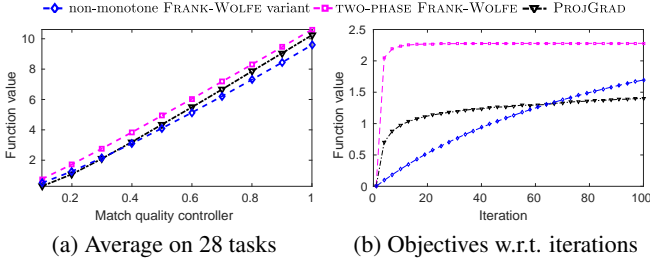 non-monotone FRANK-WOLFE variant TWO-PHASE FRANK-WOLFE PROJGRAD
Function value
10
8
6
4
2
0.2 0.4 0.6 0.8 1
Match quality controller
(a) Average on 28 tasks
Function value
2.5
2
1.5
1
0.5
0
0 20 40 60 80 100
Iteration
(b) Objectives w.r.t. iterations